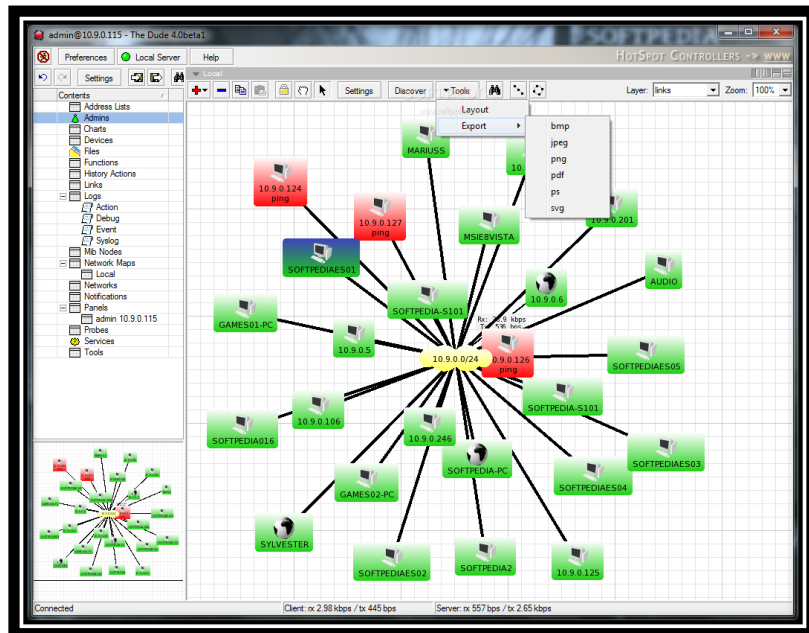 admin@10.9.0.115 - The Dude 4.0beta1
SOFTPEDIA
Preferences
Local Server
Help
HotSpot Controllers -> www
Settings
Contents
Address Lists
Admins
Charts
Devices
Files
Functions
History Actions
Links
Logs
Action
Debug
Event
Syslog
Mib Nodes
Network Maps
Local
Networks
Notifications
Panels
admin 10.9.0.115
Probes
Services
Tools
Local
Settings
Discover
Tools
Layer: links
Zoom: 100%
Layout
Export
bmp
jpeg
png
pdf
ps
svg
MARIUSS
10.
10.9.0.124
ping
10.9.0.127
ping
10.9.0.201
MSIE8VISTA
SOFTPEDIAES01
AUDIO
10.9.0.6
SOFTPEDIA-S101
GAMES01-PC
10.9.0.5
10.9.0.0/24
0.9.0.126
ping
SOFTPEDIAES05
SOFTPEDIA-S101
10.9.0.106
SOFTPEDIA016
10.9.0.246
SOFTPEDIA-PC
SOFTPEDIAES03
GAMES02-PC
SOFTPEDIAES04
SYLVESTER
SOFTPEDIAES02
SOFTPEDIA2
10.9.0.125
Connected
Client: rx 2.98 kbps / tx 445 bps
Server: rx 557 bps / tx 2.65 kbps